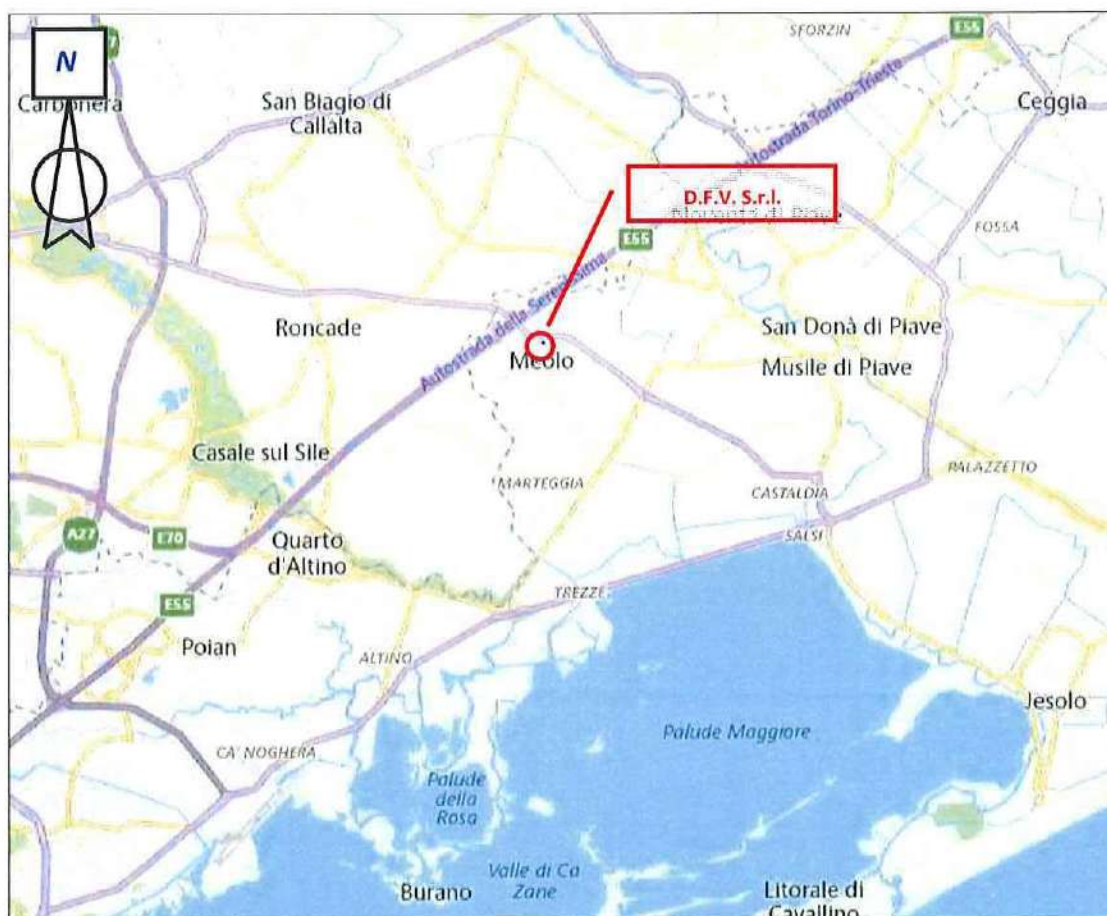 E55
SFORZIN
N
7
Carbonera
San Biagio di
Callalta
Ceggia
Autostrada Torino-Trieste
D.F.V. S.r.l.
FOSSA
E55
Autostrada della Serenissima
Roncade
San Donà di Piave
Meolo
Musile di Piave
Casale sul Sile
PALAZZETTO
MARTEGGIA
CASTALDIA
A27
E70
Quarto
d'Altino
SALSI
TREZZE
E55
Poian
ALTINO
Jesolo
Palude Maggiore
CA' NOGHERA
Palude
della
Rosa
Valle di Ca
Zane
Burano
Litorale di
Cavallino